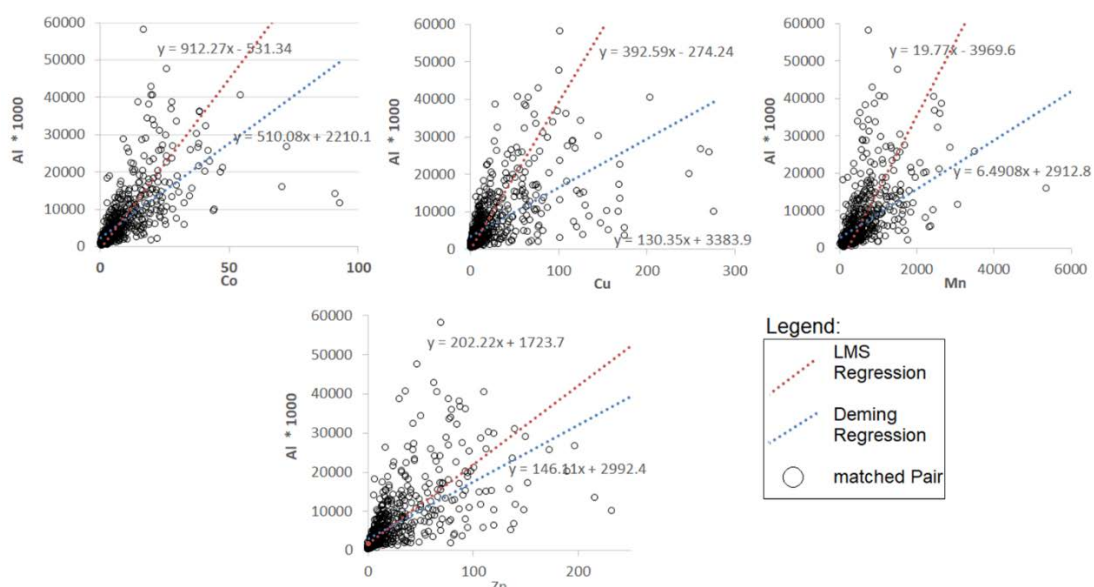 60000
50000
40000
30000
20000
10000
0
Al * 1000
y = 912.27x - 531.34
y = 510.08x + 2210.1
0
50
100
Co
60000
50000
40000
30000
20000
10000
0
Al * 1000
y = 392.59x - 274.24
y = 130.35x + 3383.9
0
100
200
300
Cu
60000
50000
40000
30000
20000
10000
0
Al * 1000
y = 19.77x - 3969.6
y = 6.4908x + 2912.8
0
2000
4000
6000
Mn
60000
50000
40000
30000
20000
10000
0
Al * 1000
y = 202.22x + 1723.7
y = 146.11x + 2992.4
0
100
200
Zn
Legend:
LMS
Regression
Deming
Regression
matched Pair